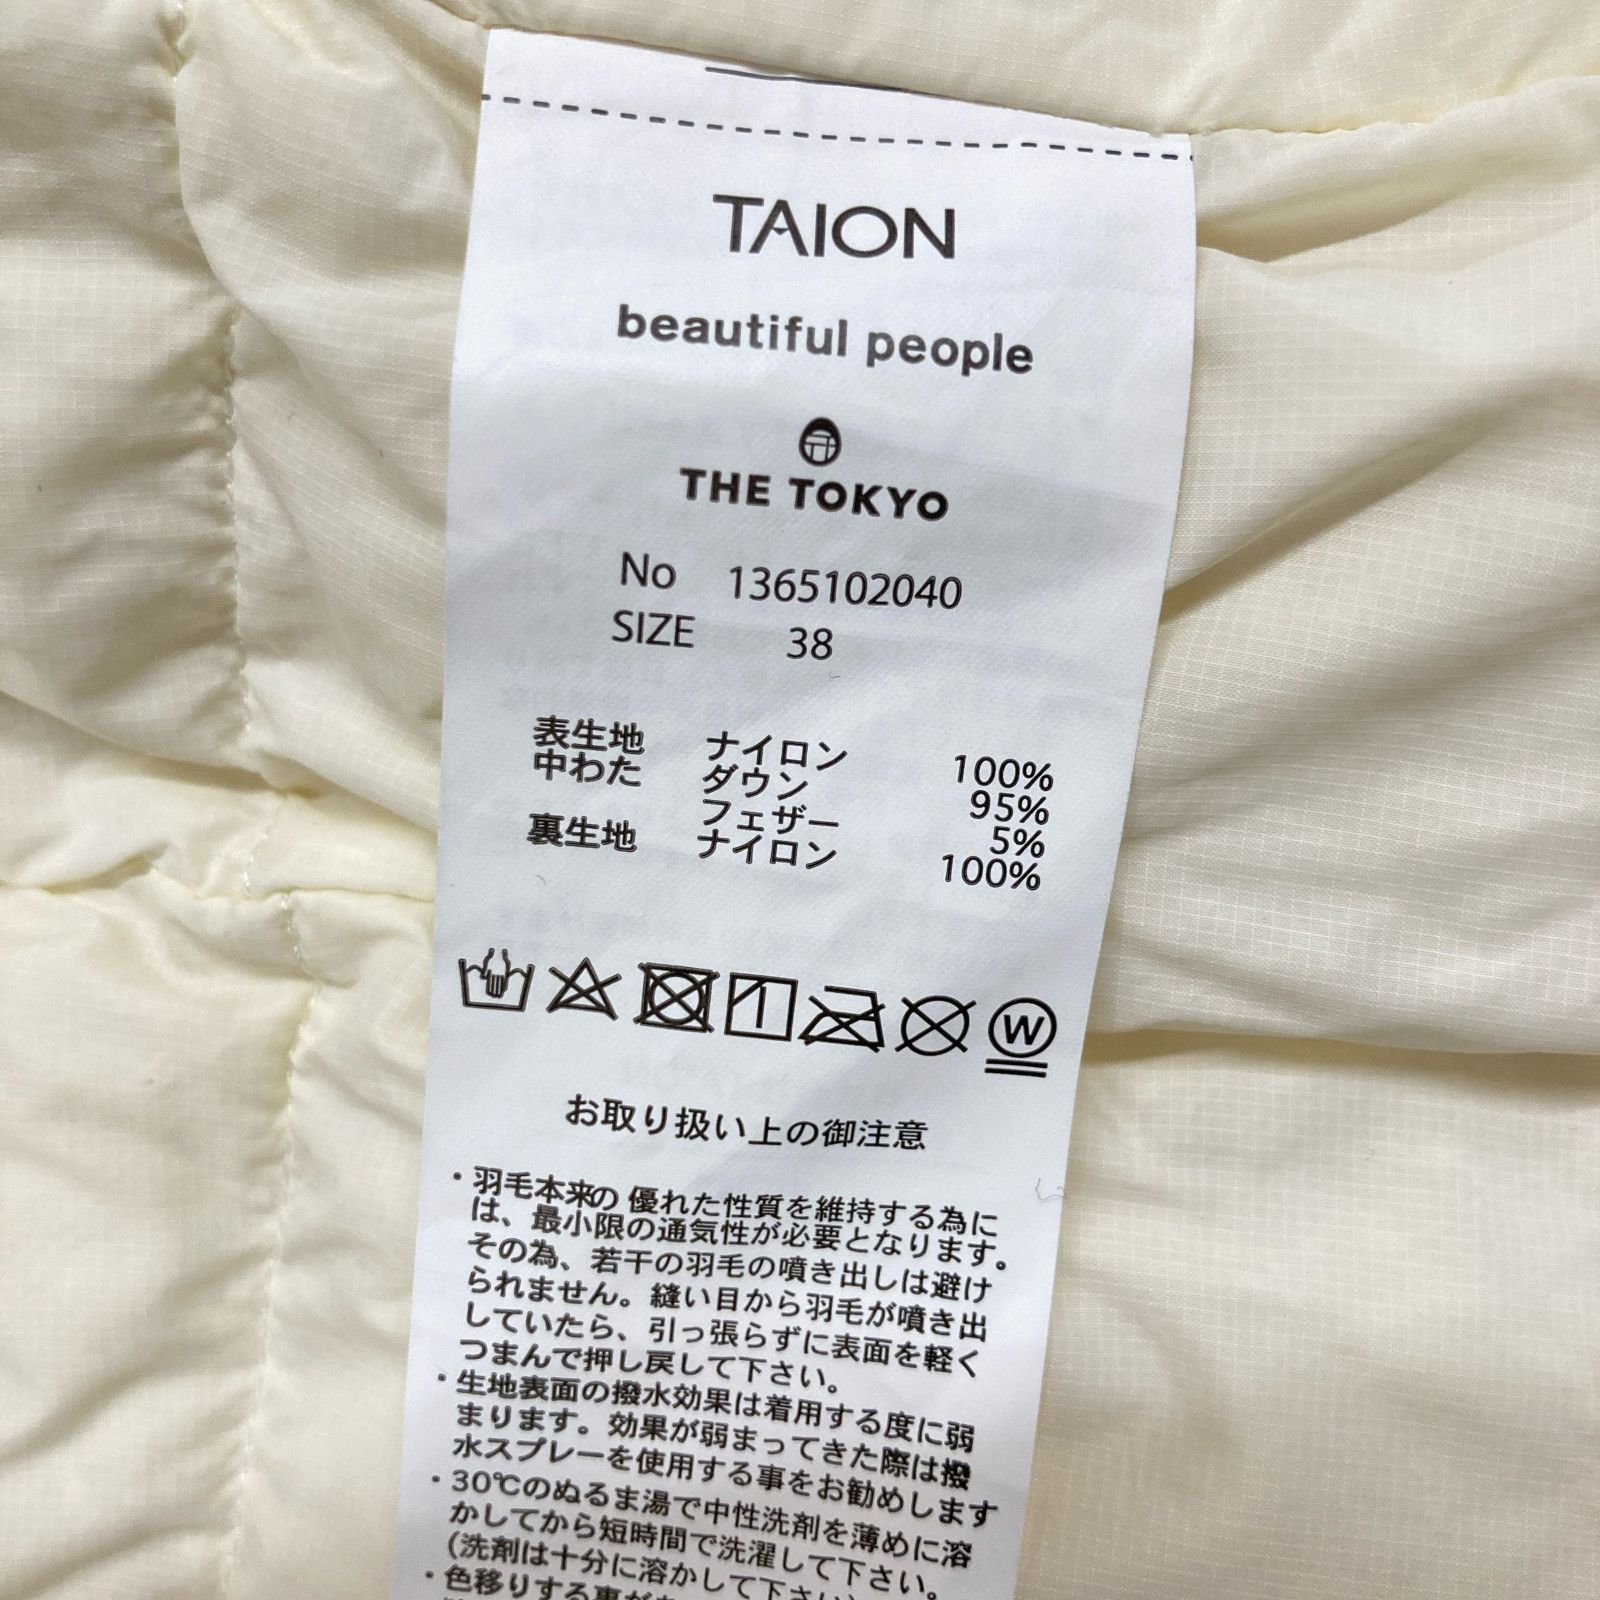 TAION
beautiful people
THE TOKYO
No 1365102040
SIZE 38
表生地 ナイロン 100%
中わた ダウン 95%
フェザー 5%
裏生地 ナイロン 100%
W
お取り扱い上の御注意
・羽毛本来の優れた性質を維持する為に
は、最小限の通気性が必要となります。
その為、若干の羽毛の噴き出しは避け
られません。縫い目から羽毛が噴き出
していたら、引っ張らずに表面を軽く
つまんで押し戻して下さい。
・生地表面の撥水効果は着用する度に弱
まります。効果が弱まってきた際は撥
水スプレーを使用する事をお勧めします
・30℃のぬるま湯で中性洗剤を薄めに溶
かしてから短時間で洗濯して下さい。
(洗剤は十分に溶かして下さい)
・色移りする事が